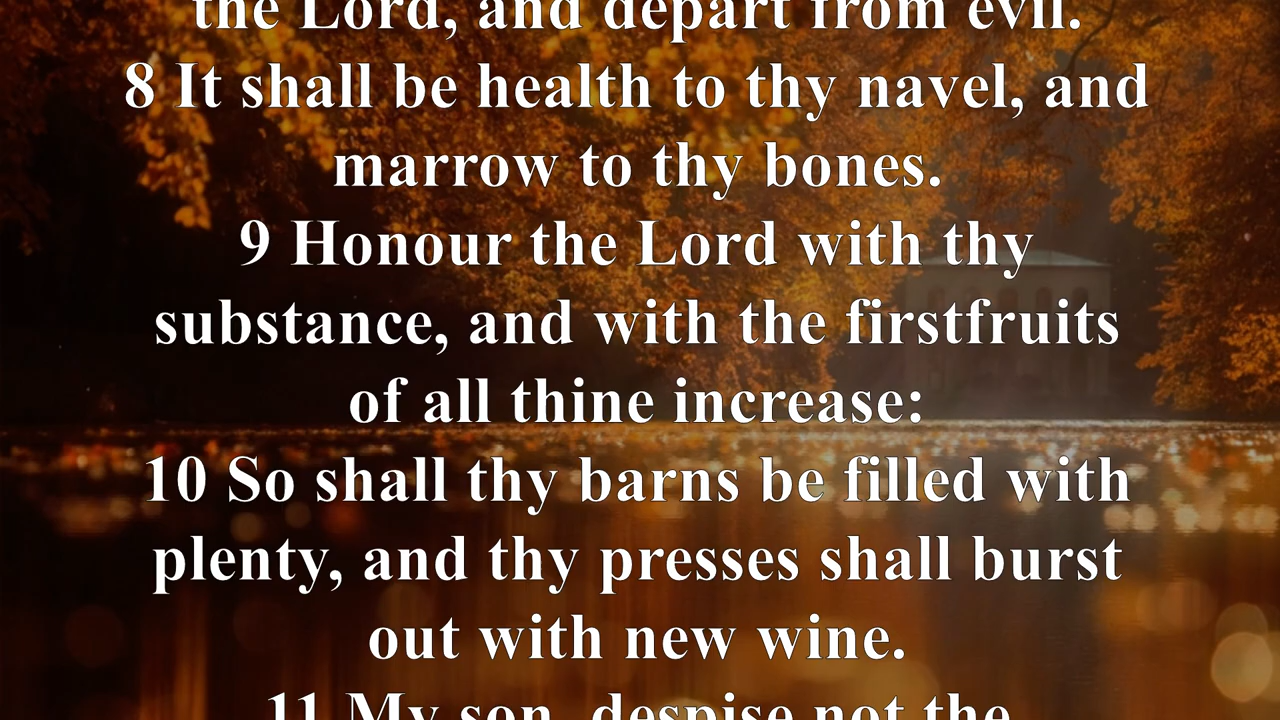 the Lord, and depart from evil.
8 It shall be health to thy navel, and
marrow to thy bones.
9 Honour the Lord with thy
substance, and with the firstfruits
of all thine increase:
10 So shall thy barns be filled with
plenty, and thy presses shall burst
out with new wine.
11 My son, despise not the